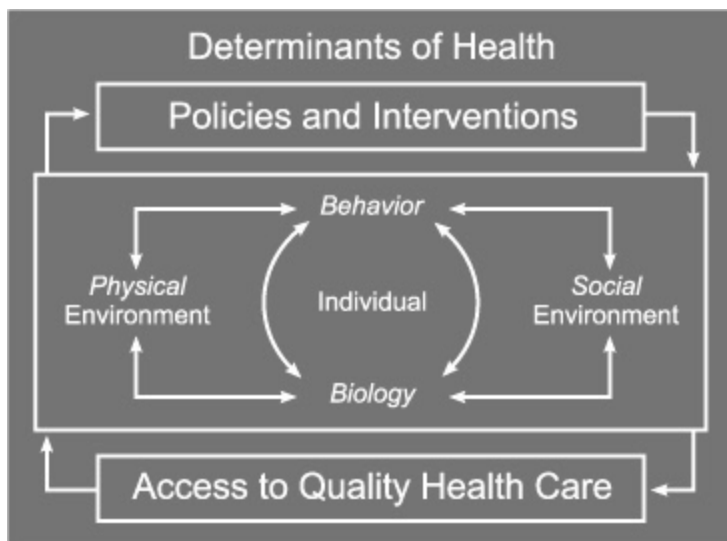 Determinants of Health
Policies and Interventions
Behavior
Physical
Environment
Individual
Social
Environment
Biology
Access to Quality Health Care